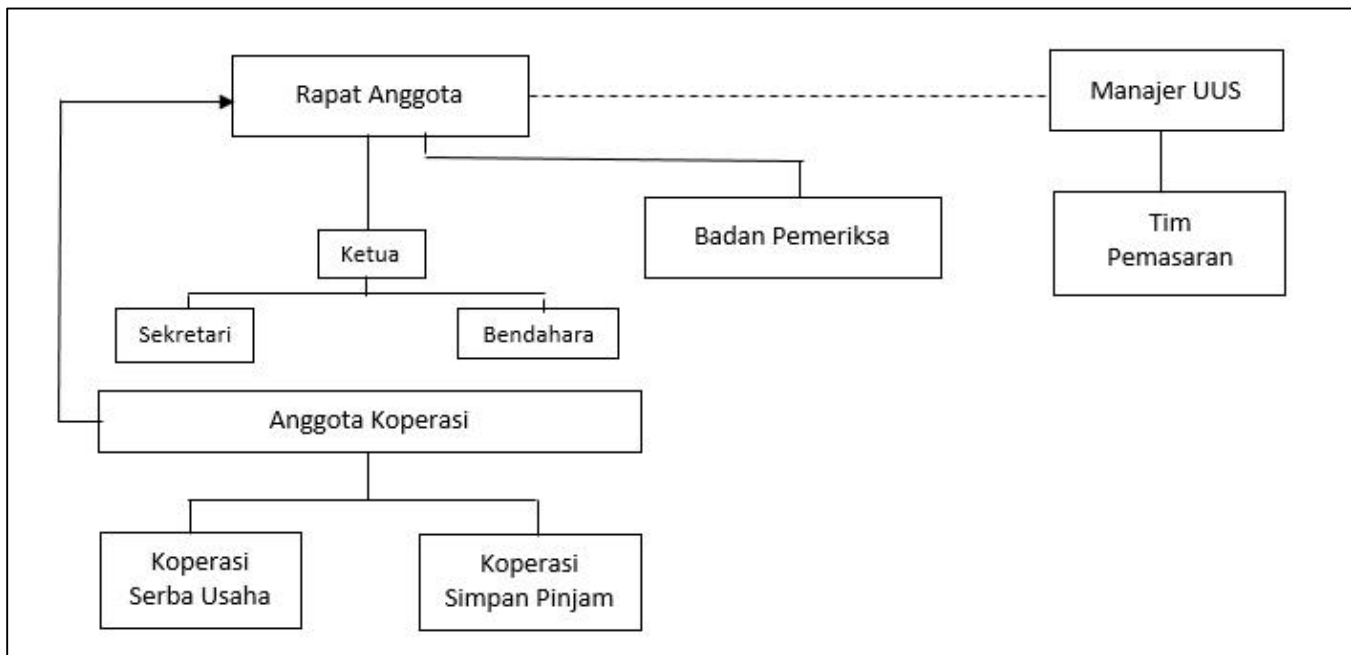 Rapat Anggota
Manajer UUS
Badan Pemeriksa
Tim
Pemasaran
Ketua
Sekretari
Bendahara
Anggota Koperasi
Koperasi
Serba Usaha
Koperasi
Simpan Pinjam